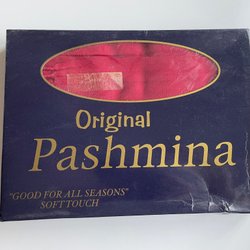 Original
Pashmina
"GOOD FOR ALL SEASONS"
SOFT TOUCH